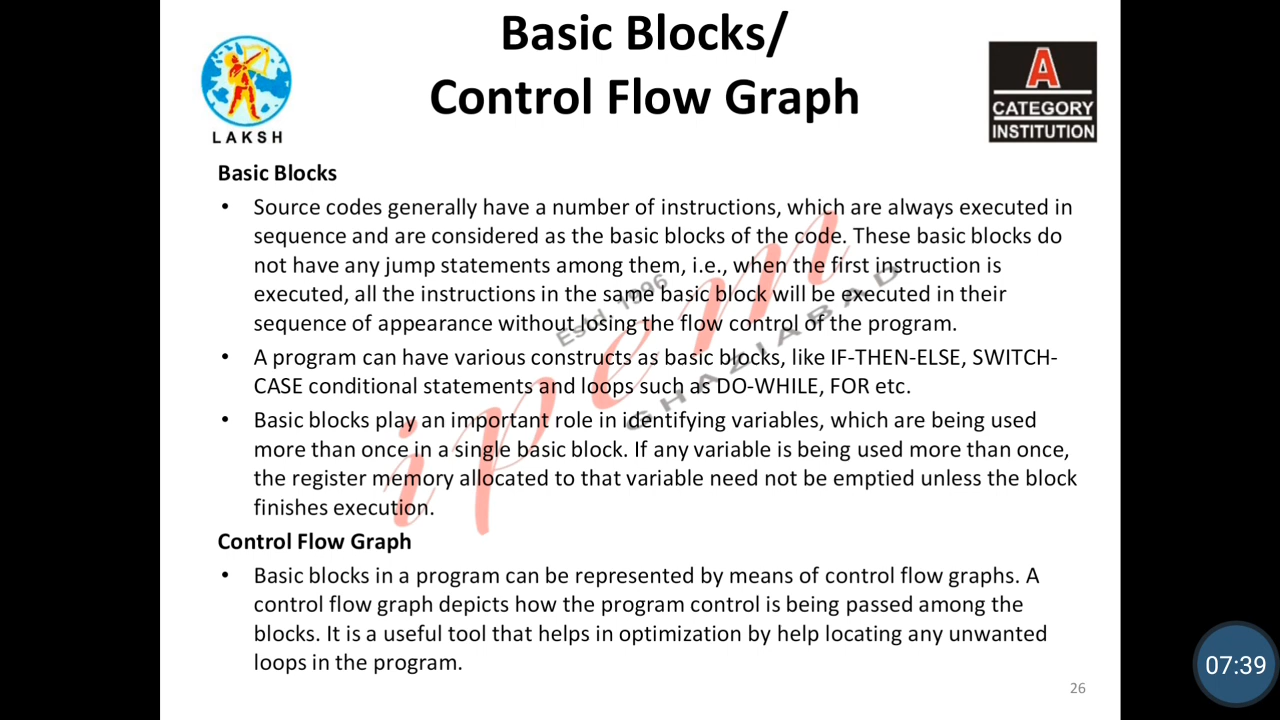 Basic Blocks/
Control Flow Graph
LAKSH
A
CATEGORY
INSTITUTION
Basic Blocks
• Source codes generally have a number of instructions, which are always executed in
sequence and are considered as the basic blocks of the code. These basic blocks do
not have any jump statements among them, i.e., when the first instruction is
executed, all the instructions in the same basic block will be executed in their
sequence of appearance without losing the flow control of the program.
• A program can have various constructs as basic blocks, like IF-THEN-ELSE, SWITCH-
CASE conditional statements and loops such as DO-WHILE, FOR etc.
• Basic blocks play an important role in identifying variables, which are being used
more than once in a single basic block. If any variable is being used more than once,
the register memory allocated to that variable need not be emptied unless the block
finishes execution.
Control Flow Graph
• Basic blocks in a program can be represented by means of control flow graphs. A
control flow graph depicts how the program control is being passed among the
blocks. It is a useful tool that helps in optimization by help locating any unwanted
loops in the program.
ipem
Estd. 1996
GHAZIABAD
26
07:39